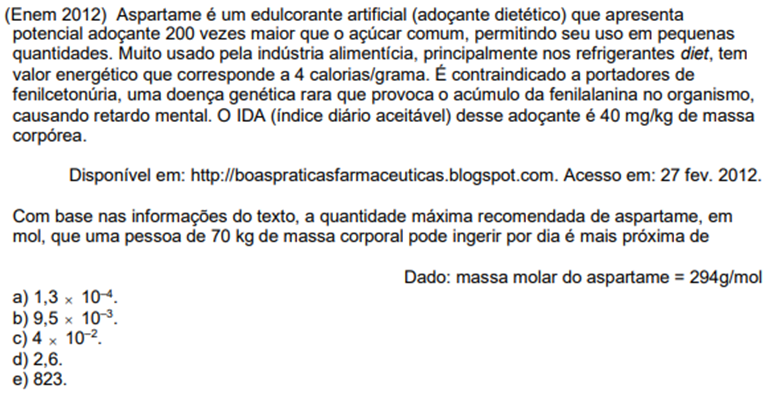 (Enem 2012) Aspartame é um edulcorante artificial (adoçante dietético) que apresenta
potencial adoçante 200 vezes maior que o açúcar comum, permitindo seu uso em pequenas
quantidades. Muito usado pela indústria alimentícia, principalmente nos refrigerantes diet, tem
valor energético que corresponde a 4 calorias/grama. É contraindicado a portadores de
fenilcetonúria, uma doença genética rara que provoca o acúmulo da fenilalanina no organismo,
causando retardo mental. O IDA (índice diário aceitável) desse adoçante é 40 mg/kg de massa
corpórea.
Disponível em: http://boaspraticasfarmaceuticas.blogspot.com. Acesso em: 27 fev. 2012.
Com base nas informações do texto, a quantidade máxima recomendada de aspartame, em
mol, que uma pessoa de 70 kg de massa corporal pode ingerir por dia é mais próxima de
Dado: massa molar do aspartame = 294g/mol
a) 1,3 × 10⁻⁴.
b) 9,5 × 10⁻³.
c) 4 × 10⁻².
d) 2,6.
e) 823.